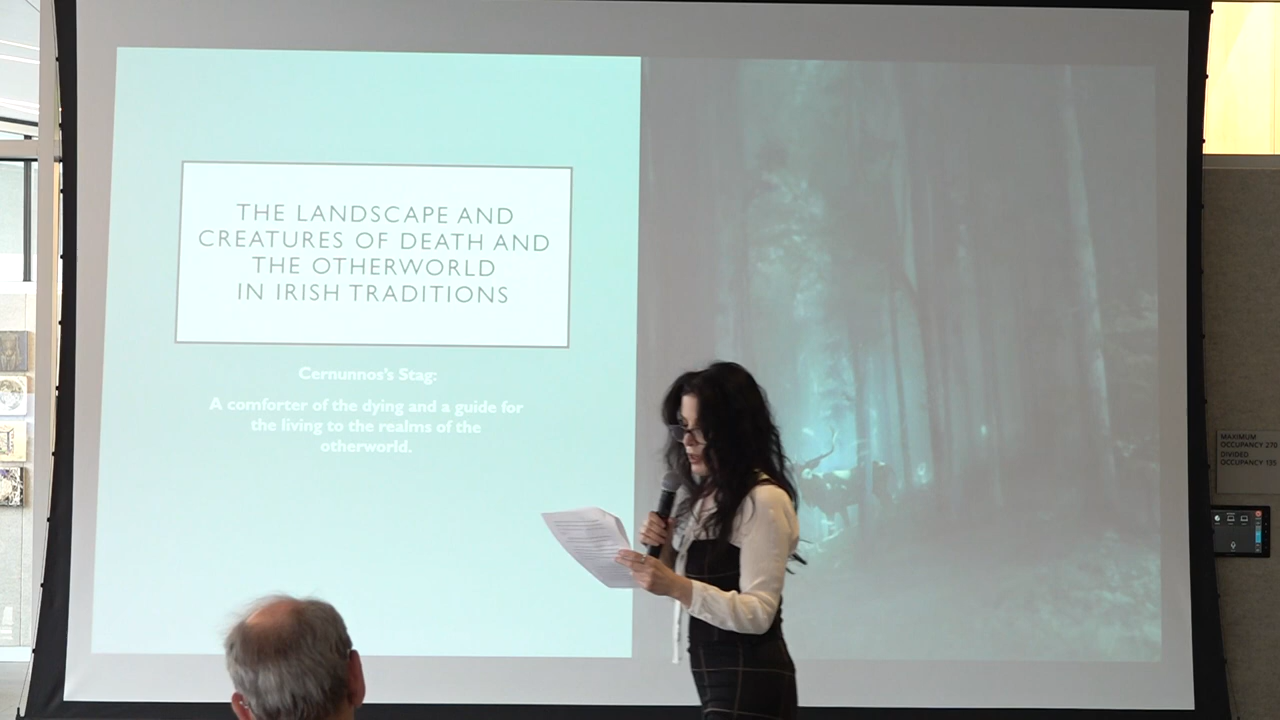 THE LANDSCAPE AND
CREATURES OF DEATH AND
THE OTHERWORLD
IN IRISH TRADITIONS
Cernunnos's Stag:
A comforter of the dying and a guide for
the living to the realms of the
otherworld.
MAXIMUM
OCCUPANCY 270
DIVIDED
OCCUPANCY 135